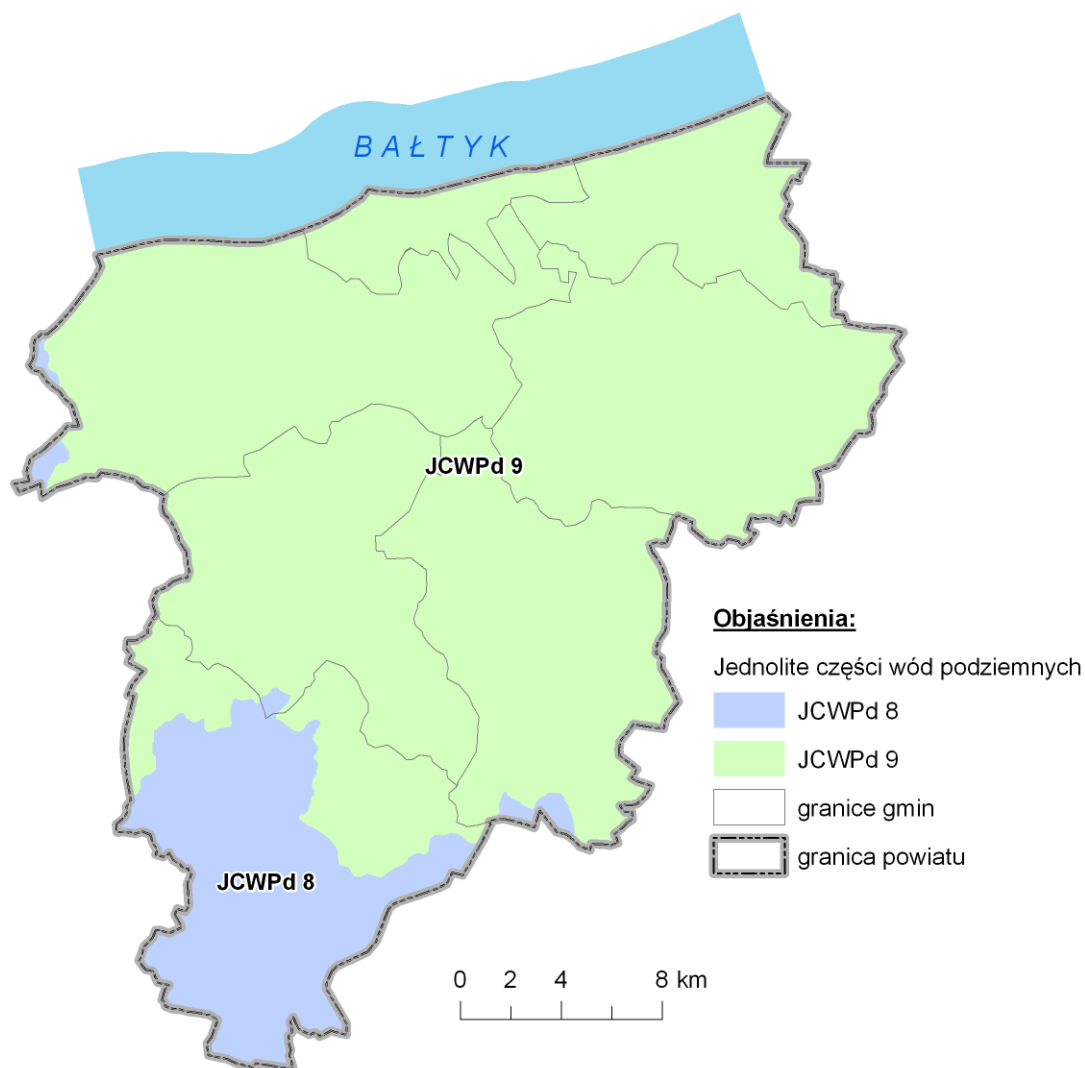 BAŁTYK
JCWPd 9
JCWPd 8
Objaśnienia:
Jednolite części wód podziemnych
JCWPd 8
JCWPd 9
granice gmin
granica powiatu
0 2 4 8 km